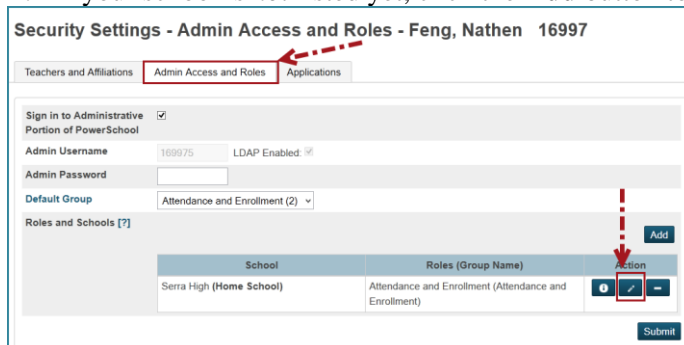 Security Settings - Admin Access and Roles - Feng, Nathen 16997
Teachers and Affiliations Admin Access and Roles Applications
Sign in to Administrative
Portion of PowerSchool
Admin Username 169975 LDAP Enabled:
Admin Password
Default Group Attendance and Enrollment (2)
Roles and Schools [?]
Add
School Roles (Group Name) Action
Serra High (Home School) Attendance and Enrollment (Attendance and
Enrollment)
Submit